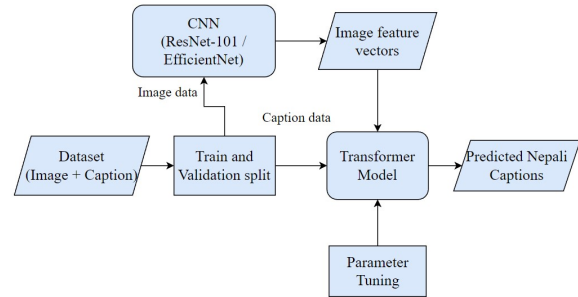 CNN
(ResNet-101 /
EfficientNet)
Image feature
vectors
Image data
Caption data
Dataset
(Image + Caption)
Train and
Validation split
Transformer
Model
Predicted Nepali
Captions
Parameter
Tuning